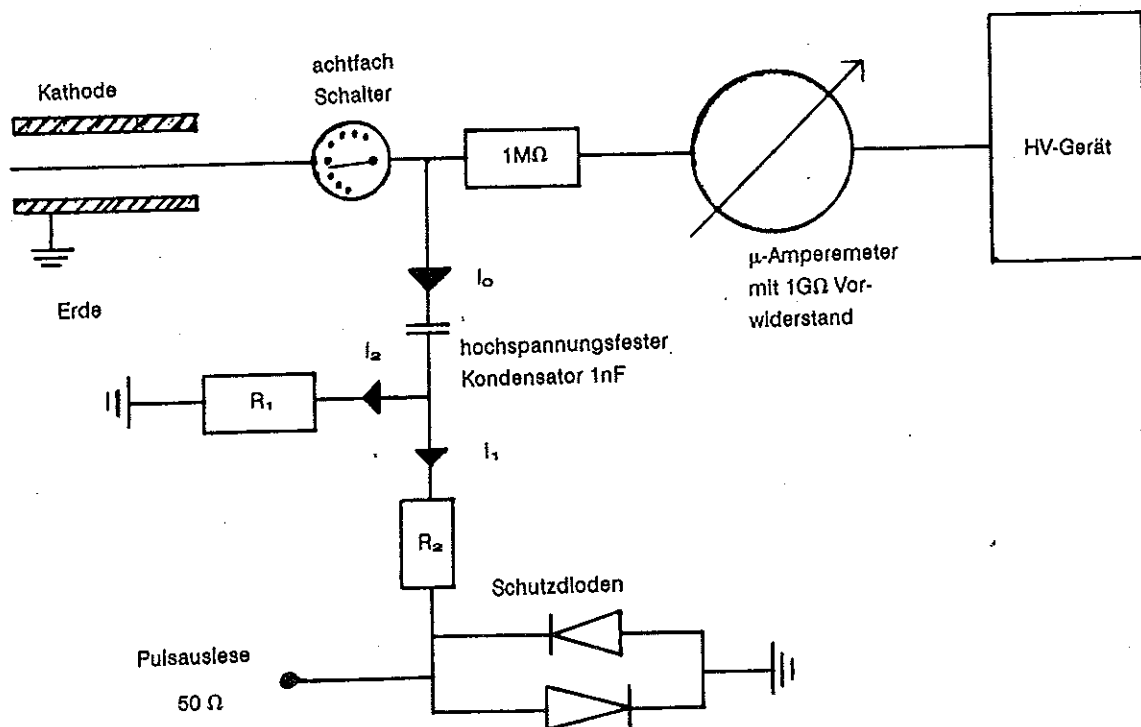 achtfach
Schalter
Kathode
1MΩ
HV-Gerät
μ-Amperemeter
mit 1GΩ Vor-
widerstand
Erde
I₀
hochspannungsfester
Kondensator 1nF
I₂
R₁
I₁
R₂
Schutzdioden
Pulsauslese
50 Ω